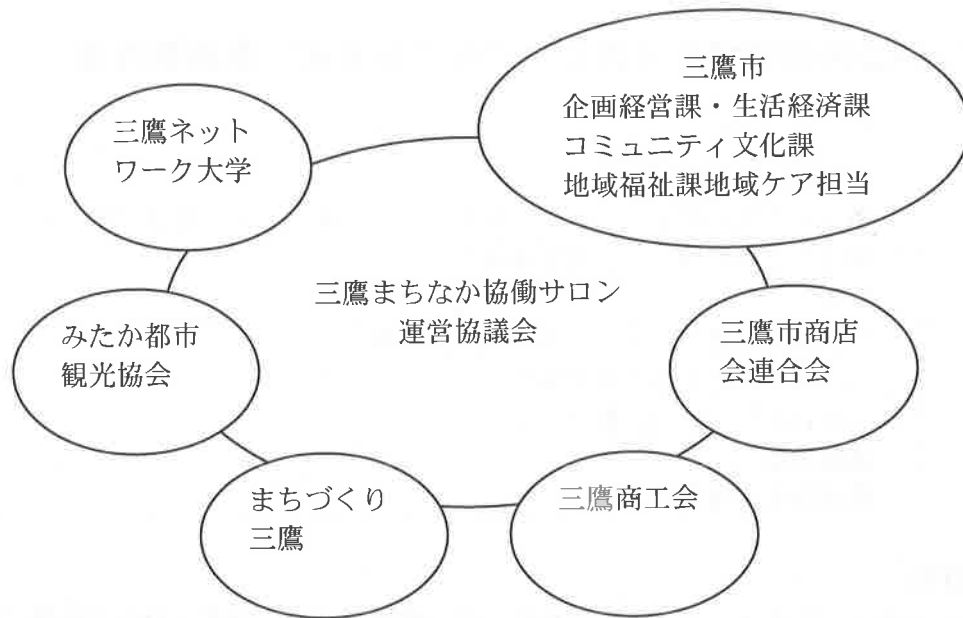 三鷹市
企画経営課・生活経済課
コミュニティ文化課
地域福祉課地域ケア担当
三鷹ネット
ワーク大学
三鷹まちなか協働サロン
運営協議会
みたか都市
観光協会
三鷹市商店
会連合会
まちづくり
三鷹
三鷹商工会